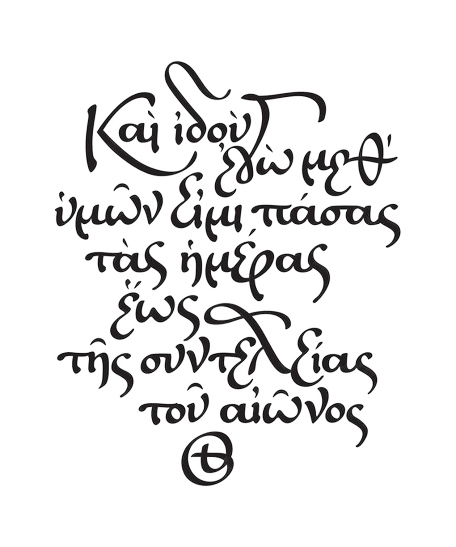 Καὶ ἰδοὺ
ἐγὼ μεθ'
ὑμῶν εἰμι πάσας
τὰς ἡμέρας
ἕως
τῆς συντελείας
τοῦ αἰῶνος